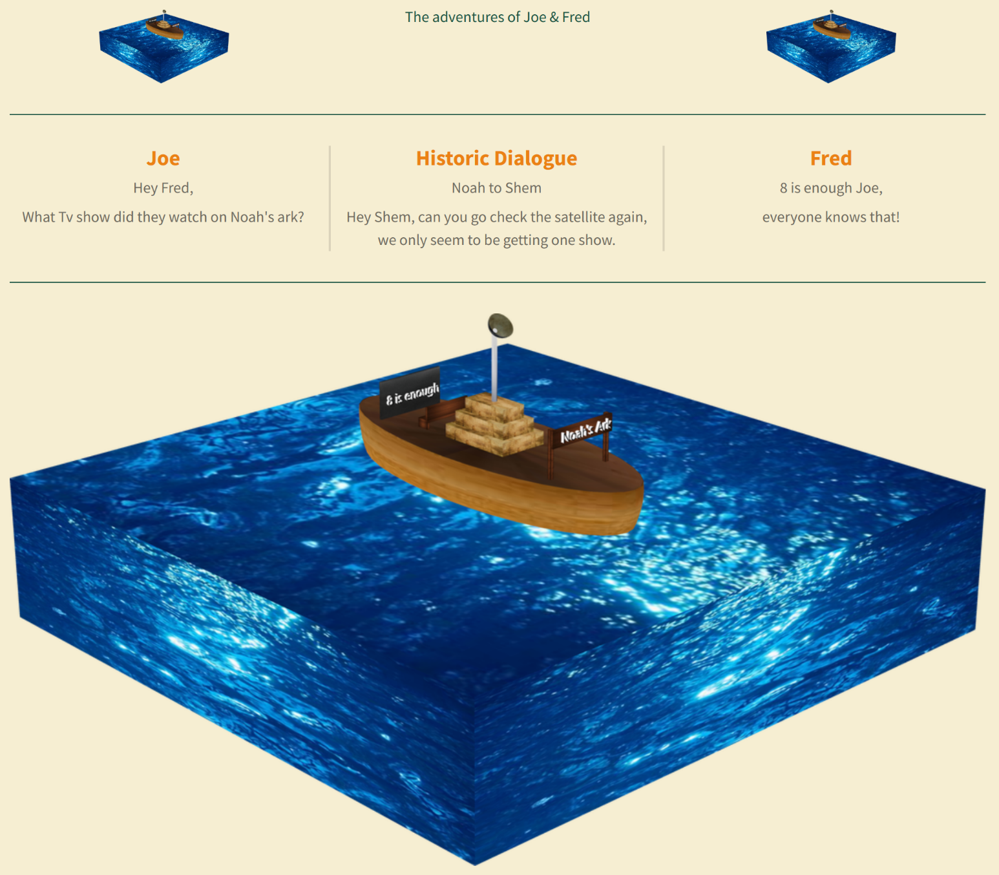 The adventures of Joe & Fred
Joe
Hey Fred,
What Tv show did they watch on Noah's ark?
Historic Dialogue
Noah to Shem
Hey Shem, can you go check the satellite again,
we only seem to be getting one show.
Fred
8 is enough Joe,
everyone knows that!
8 is enough
Noah's Ark